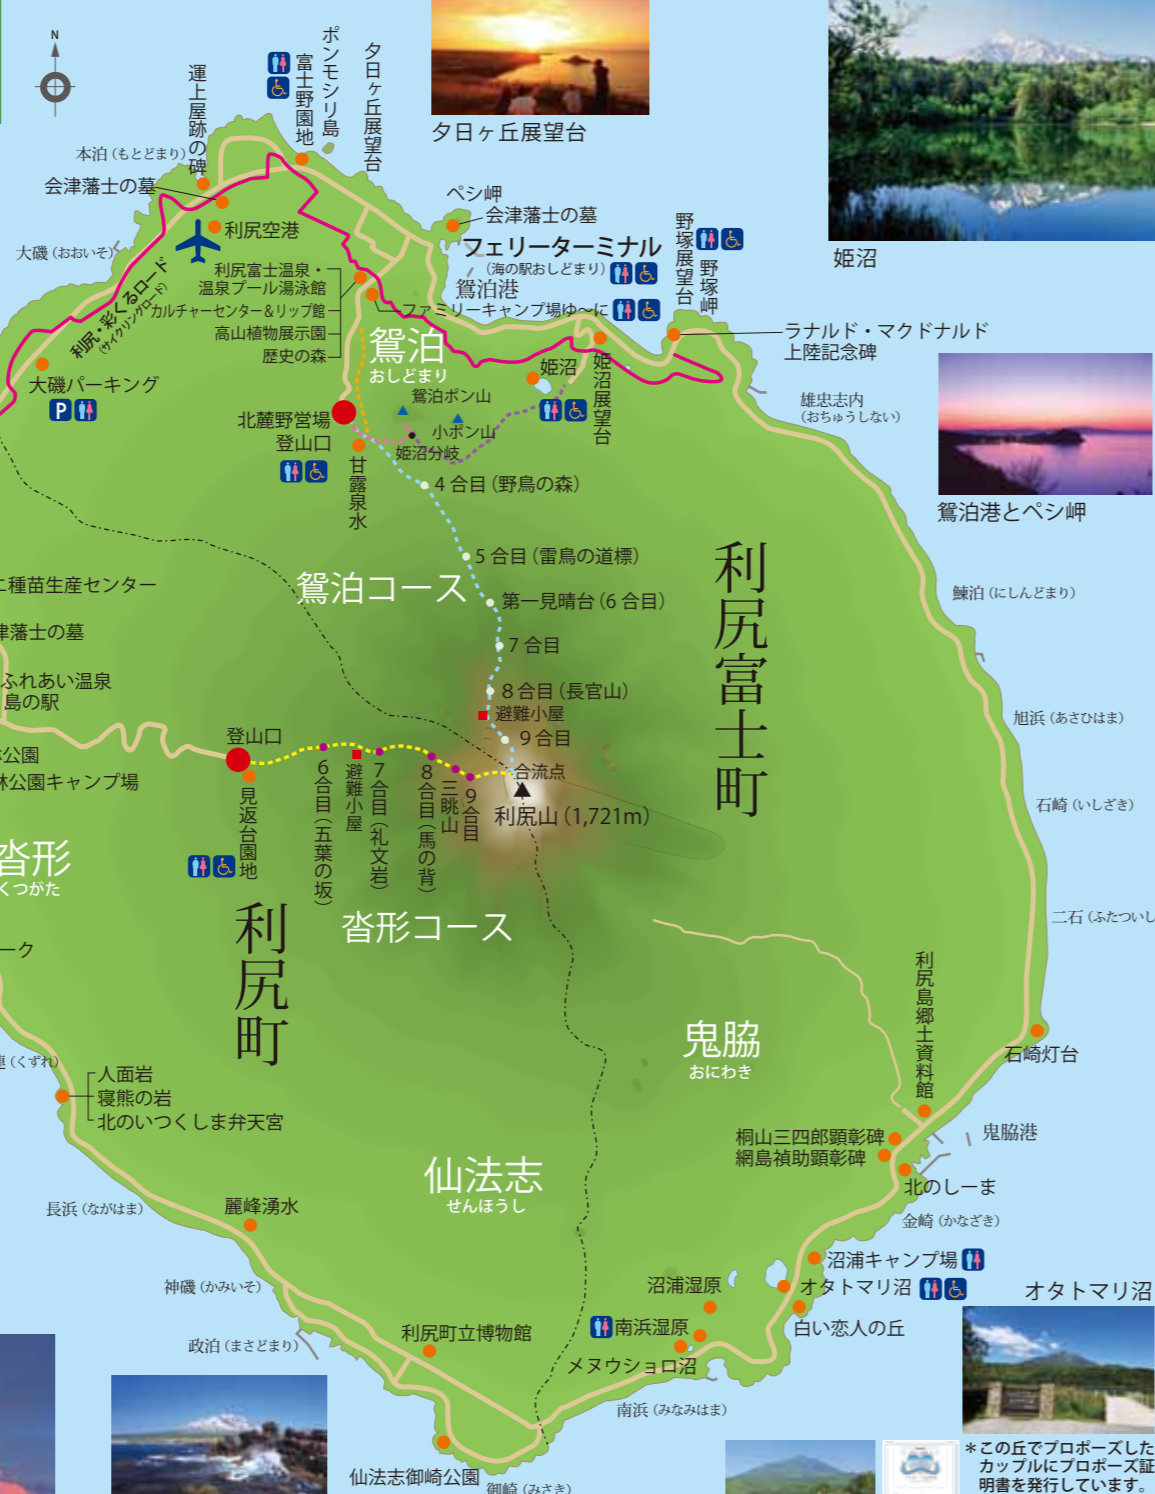 N
夕日ヶ丘展望台
姫沼
運上屋跡の碑
富士野園地
ポンモシリ島
夕日ヶ丘展望台
本泊（もとどまり）
会津藩士の墓
利尻空港
大磯（おおいそ）
ペシ岬
会津藩士の墓
フェリーターミナル
（海の駅おしどまり）
鴛泊港
野塚展望台
野塚岬
利尻富士温泉・
温泉プール湯泳館
カルチャーセンター＆リップ館
高山植物展示園
歴史の森
ファミリーキャンプ場ゆ〜に
ラナルド・マクドナルド
上陸記念碑
利尻・彩くるロード
（サイクリングロード）
大磯パーキング
P
鴛泊
おしどまり
姫沼
姫沼展望台
鴛泊ポン山
小ポン山
姫沼分岐
雄忠志内
（おちゅうしない）
北麓野営場
登山口
甘露泉水
4合目（野鳥の森）
鴛泊港とペシ岬
5合目（雷鳥の道標）
鴛泊コース
第一見晴台（6合目）
7合目
8合目（長官山）
避難小屋
9合目
利尻富士町
鰊泊（にしんどまり）
旭浜（あさひはま）
石崎（いしざき）
二石（ふたついし
ニ種苗生産センター
津藩士の墓
ふれあい温泉
島の駅
公園
林公園キャンプ場
登山口
見返台園地
6合目（五葉の坂）
避難小屋
7合目（礼文岩）
8合目（馬の背）
三眺山
9合目
合流点
利尻山（1,721m）
沓形
くつがた
沓形コース
利尻町
ーク
（くずれ）
人面岩
寝熊の岩
北のいつくしま弁天宮
鬼脇
おにわき
利尻島郷土資料館
石崎灯台
鬼脇港
桐山三四郎顕彰碑
網島禎助顕彰碑
北のしーま
金崎（かなざき）
仙法志
せんほうし
長浜（ながはま）
麗峰湧水
神磯（かみいそ）
政泊（まさどまり）
利尻町立博物館
沼浦キャンプ場
沼浦湿原
オタトマリ沼
オタトマリ沼
南浜湿原
白い恋人の丘
メヌウショロ沼
南浜（みなみはま）
仙法志御崎公園
御崎（みさき）
＊この丘でプロポーズした
カップルにプロポーズ証
明書を発行しています。